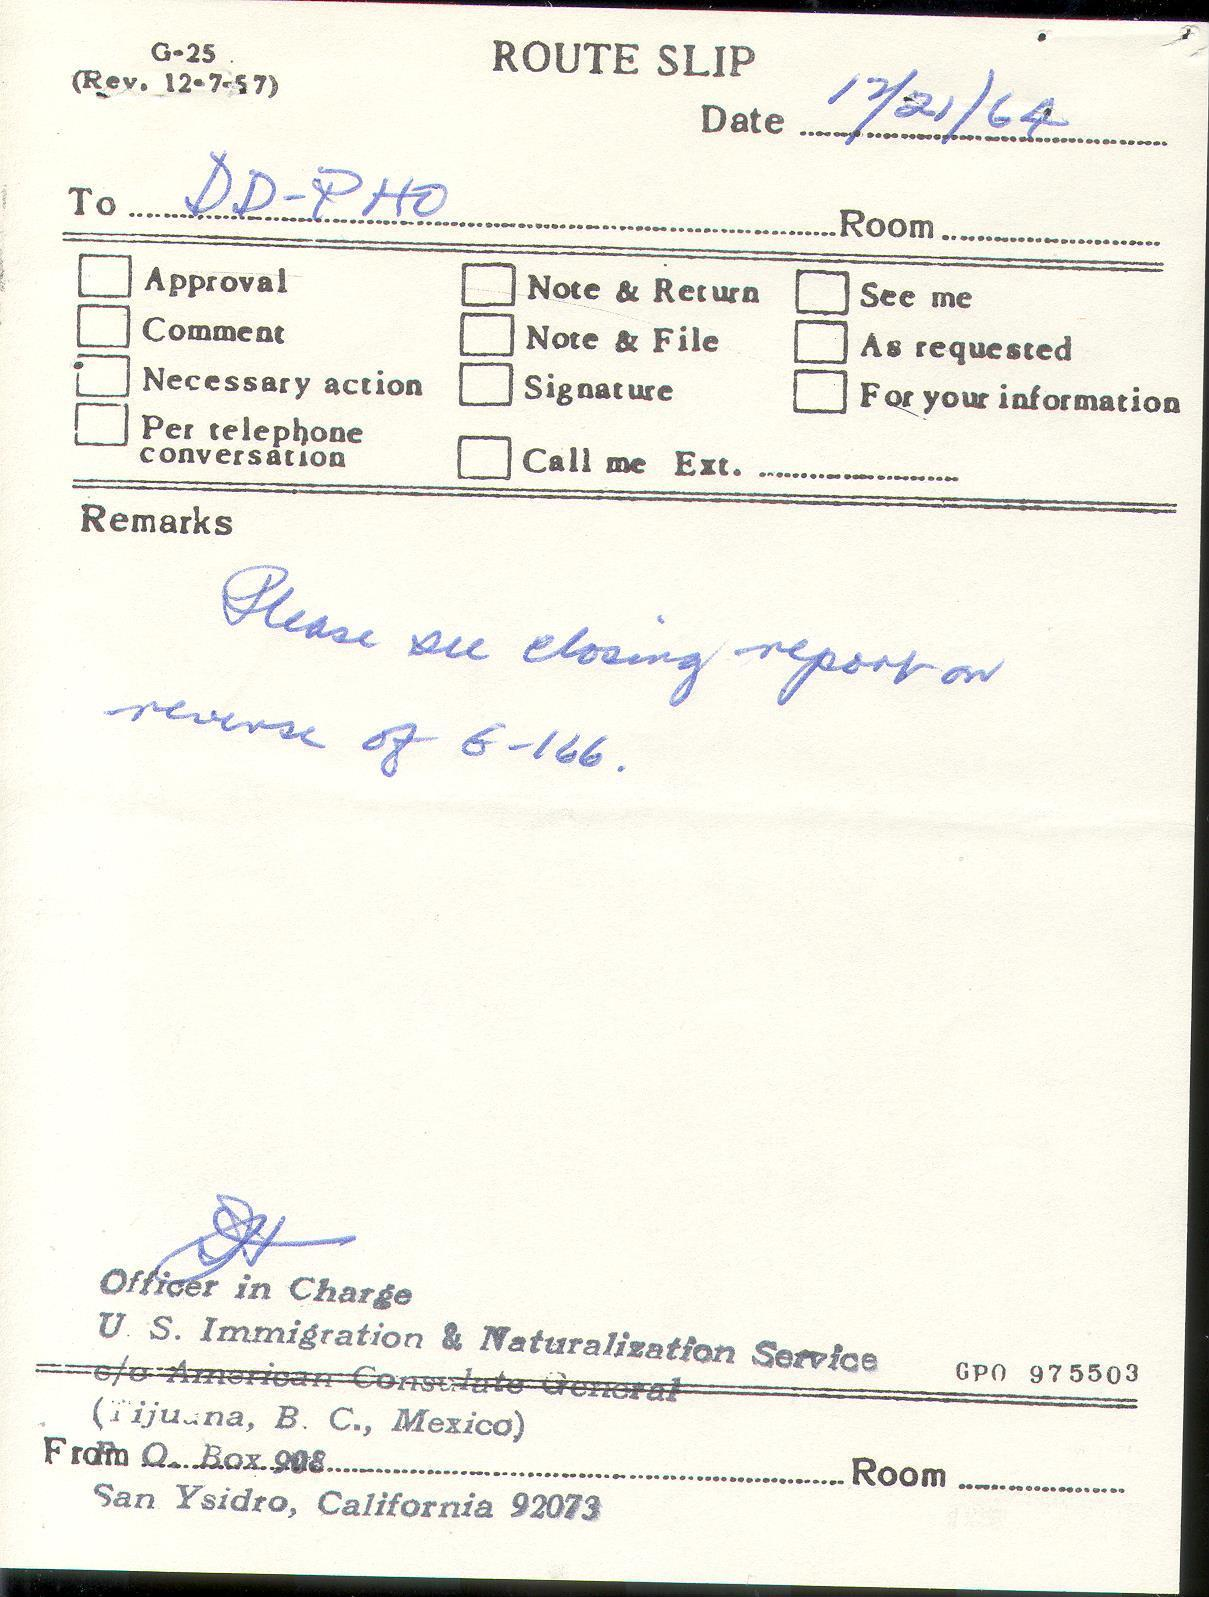 G-25
(Rev. 12-7-57)
ROUTE SLIP
Date 12/21/64
To DD-PHO Room
Approval Note & Return See me
Comment Note & File As requested
Necessary action Signature For your information
Per telephone
conversation Call me Ext.
Remarks
Please see closing report on
reverse of G-166.
Officer in Charge
U. S. Immigration & Naturalization Service
c/o American Consulate General
GPO 975503
(Tijuana, B. C., Mexico)
From P. O. Box 908 Room
San Ysidro, California 92073